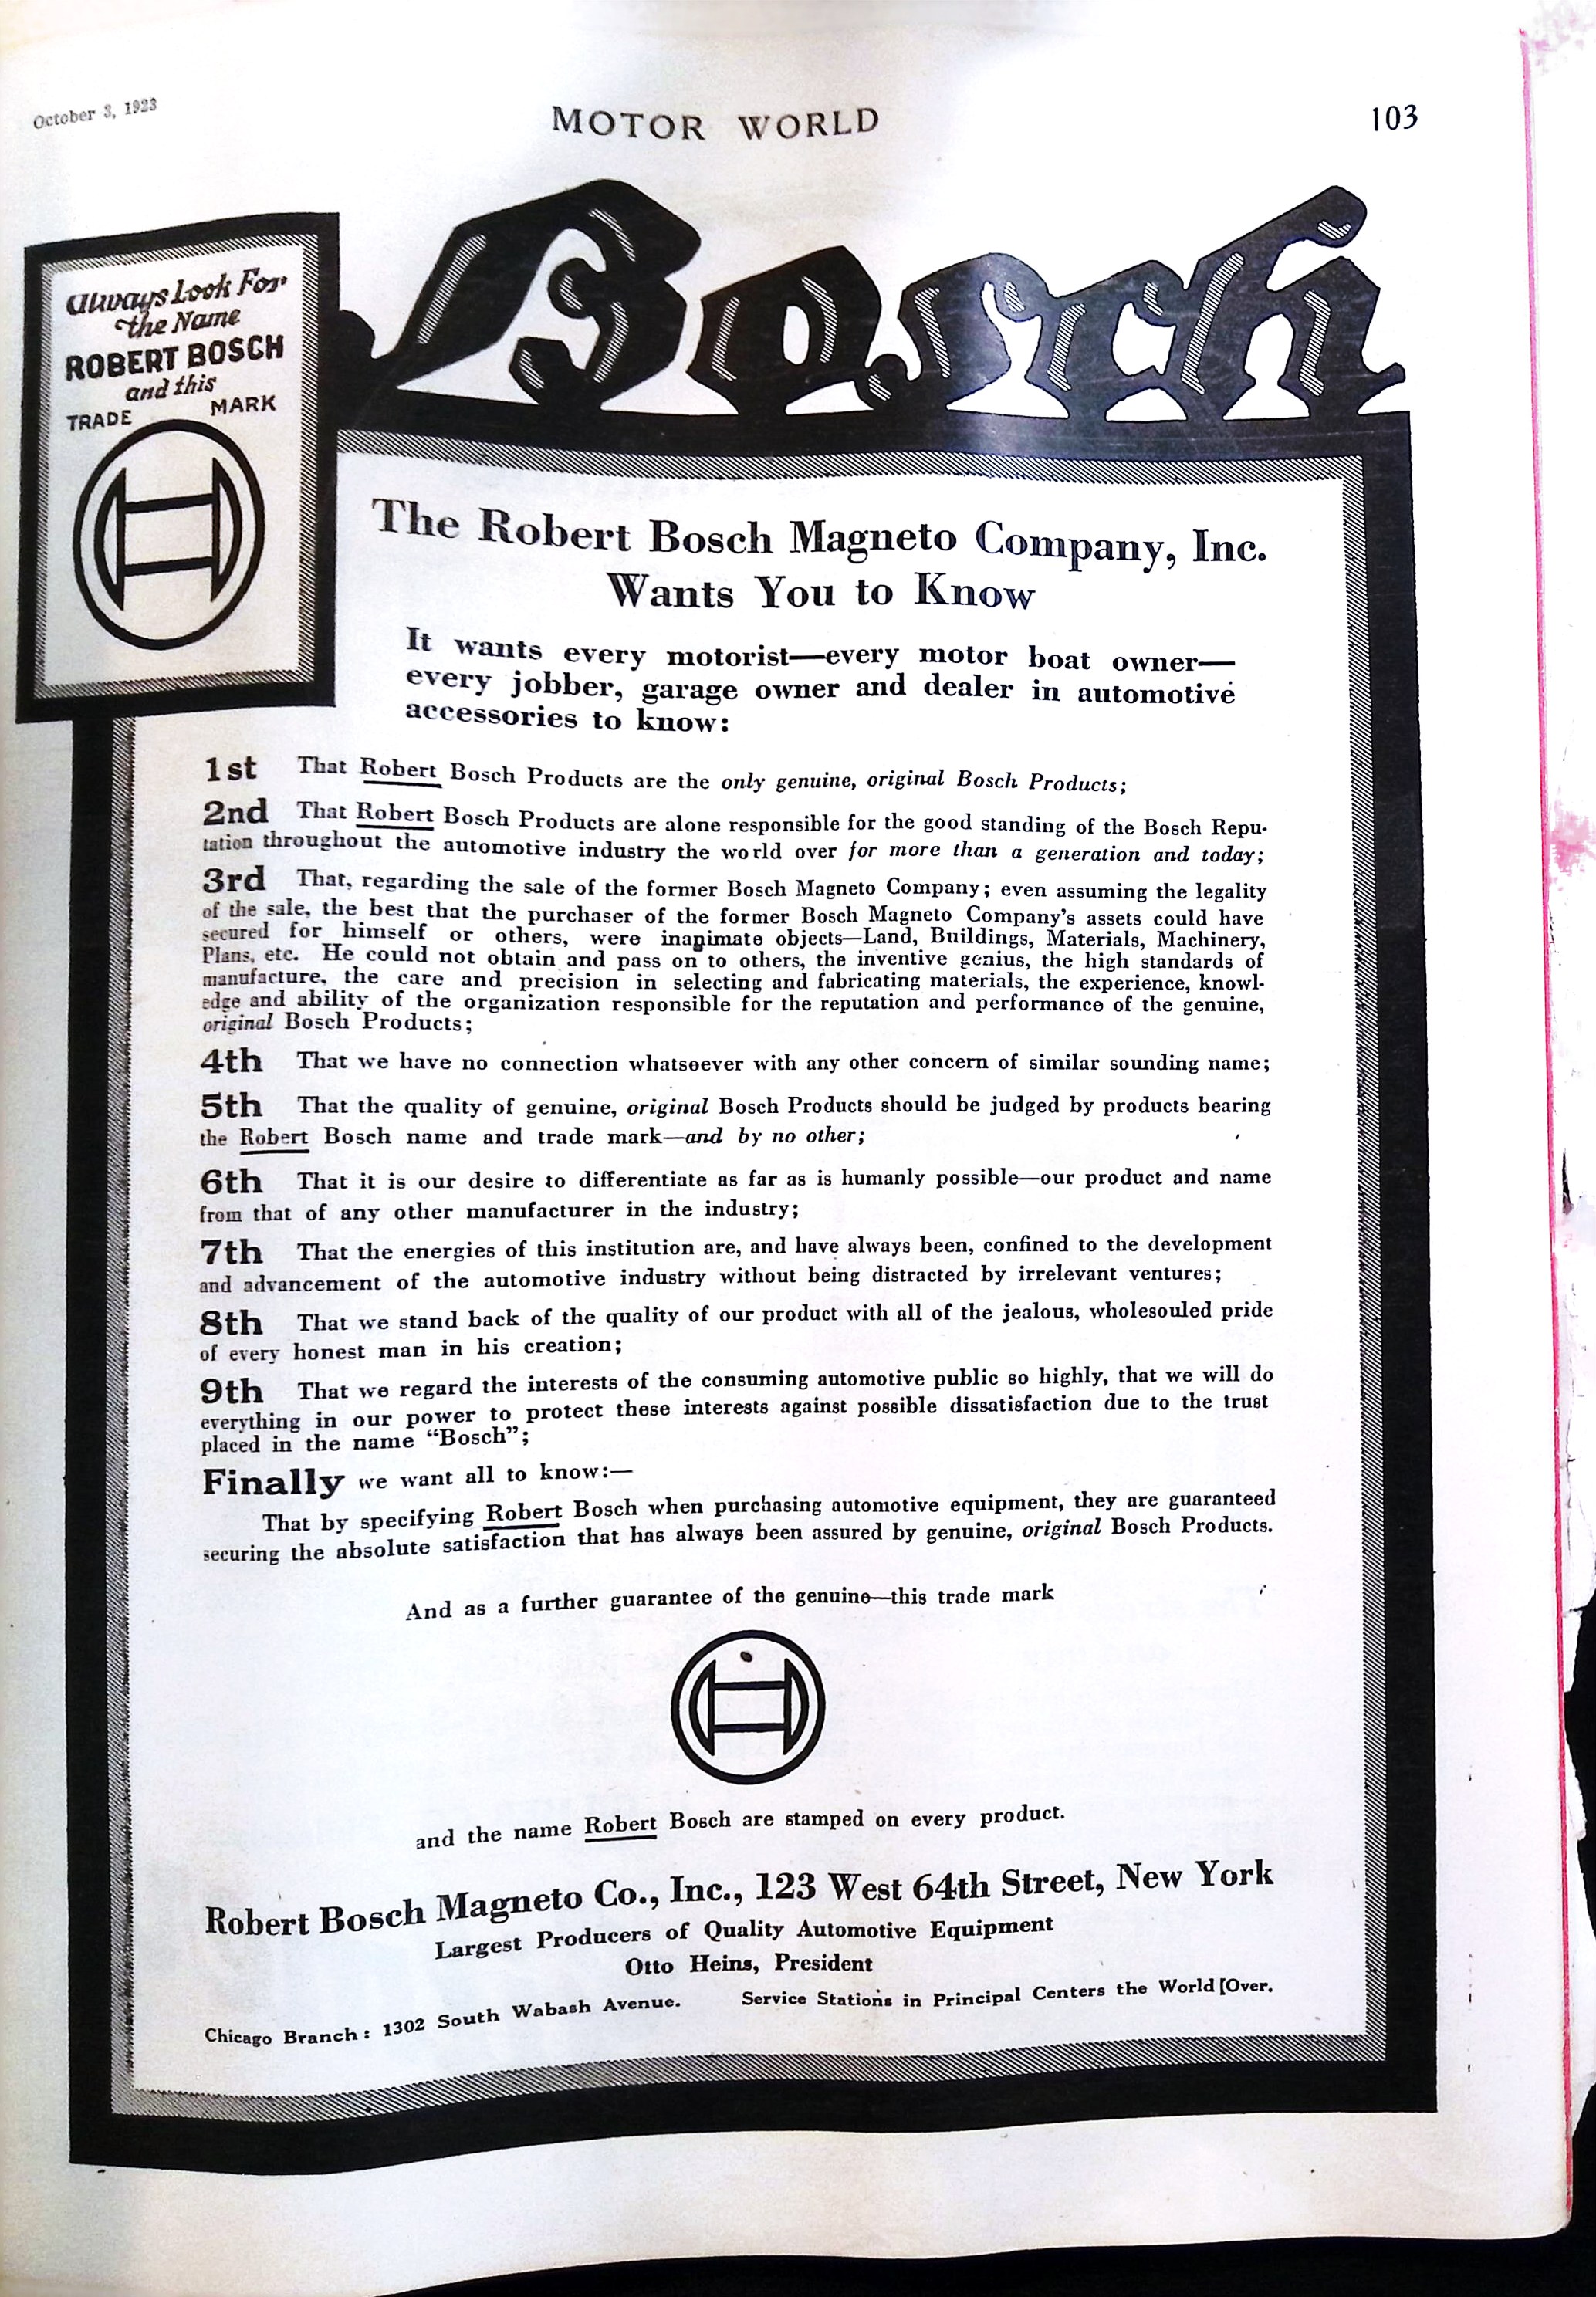 October 3, 1923
MOTOR WORLD
103
Bosch
Always Look For
the Name
ROBERT BOSCH
and this
TRADE MARK
The Robert Bosch Magneto Company, Inc.
Wants You to Know
It wants every motorist—every motor boat owner—
every jobber, garage owner and dealer in automotive
accessories to know:
1st That Robert Bosch Products are the only genuine, original Bosch Products;
2nd That Robert Bosch Products are alone responsible for the good standing of the Bosch Repu-
tation throughout the automotive industry the world over for more than a generation and today;
3rd That, regarding the sale of the former Bosch Magneto Company; even assuming the legality
of the sale, the best that the purchaser of the former Bosch Magneto Company's assets could have
secured for himself or others, were inanimate objects—Land, Buildings, Materials, Machinery,
Plans, etc. He could not obtain and pass on to others, the inventive genius, the high standards of
manufacture, the care and precision in selecting and fabricating materials, the experience, knowl-
edge and ability of the organization responsible for the reputation and performance of the genuine,
original Bosch Products;
4th That we have no connection whatsoever with any other concern of similar sounding name;
5th That the quality of genuine, original Bosch Products should be judged by products bearing
the Robert Bosch name and trade mark—and by no other;
6th That it is our desire to differentiate as far as is humanly possible—our product and name
from that of any other manufacturer in the industry;
7th That the energies of this institution are, and have always been, confined to the development
and advancement of the automotive industry without being distracted by irrelevant ventures;
8th That we stand back of the quality of our product with all of the jealous, wholesouled pride
of every honest man in his creation;
9th That we regard the interests of the consuming automotive public so highly, that we will do
everything in our power to protect these interests against possible dissatisfaction due to the trust
placed in the name "Bosch";
Finally we want all to know:—
That by specifying Robert Bosch when purchasing automotive equipment, they are guaranteed
securing the absolute satisfaction that has always been assured by genuine, original Bosch Products.
And as a further guarantee of the genuine—this trade mark
and the name Robert Bosch are stamped on every product.
Robert Bosch Magneto Co., Inc., 123 West 64th Street, New York
Largest Producers of Quality Automotive Equipment
Otto Heins, President
Chicago Branch: 1302 South Wabash Avenue. Service Stations in Principal Centers the World [Over.